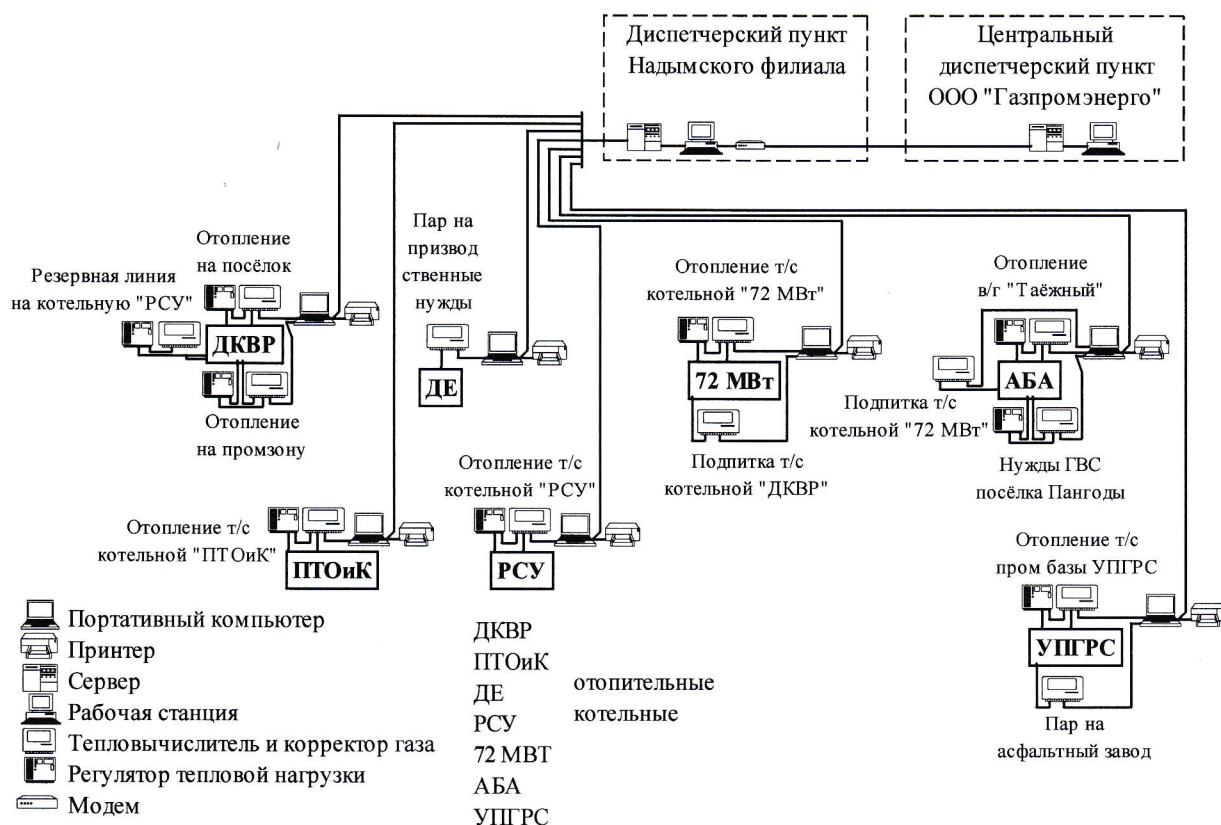 Диспетчерский пункт
Надымского филиала
Центральный
диспетчерский пункт
ООО "Газпромэнерго"
Отопление
на посёлок
Резервная линия
на котельную "РСУ"
ДКВР
Отопление
на промзону
Пар на
призвод
ственные
нужды
ДЕ
Отопление т/с
котельной "72 МВт"
72 МВт
Подпитка т/с
котельной "ДКВР"
Отопление
в/г "Таёжный"
АБА
Подпитка т/с
котельной "72 МВт"
Нужды ГВС
посёлка Пангоды
Отопление т/с
котельной "ПТОиК"
ПТОиК
Отопление т/с
котельной "РСУ"
РСУ
Отопление т/с
пром базы УПГРС
УПГРС
Пар на
асфальтный завод
Портативный компьютер
Принтер
Сервер
Рабочая станция
Тепловычислитель и корректор газа
Регулятор тепловой нагрузки
Модем
ДКВР
ПТОиК
ДЕ
РСУ
72 МВТ
АБА
УПГРС
отопительные
котельные